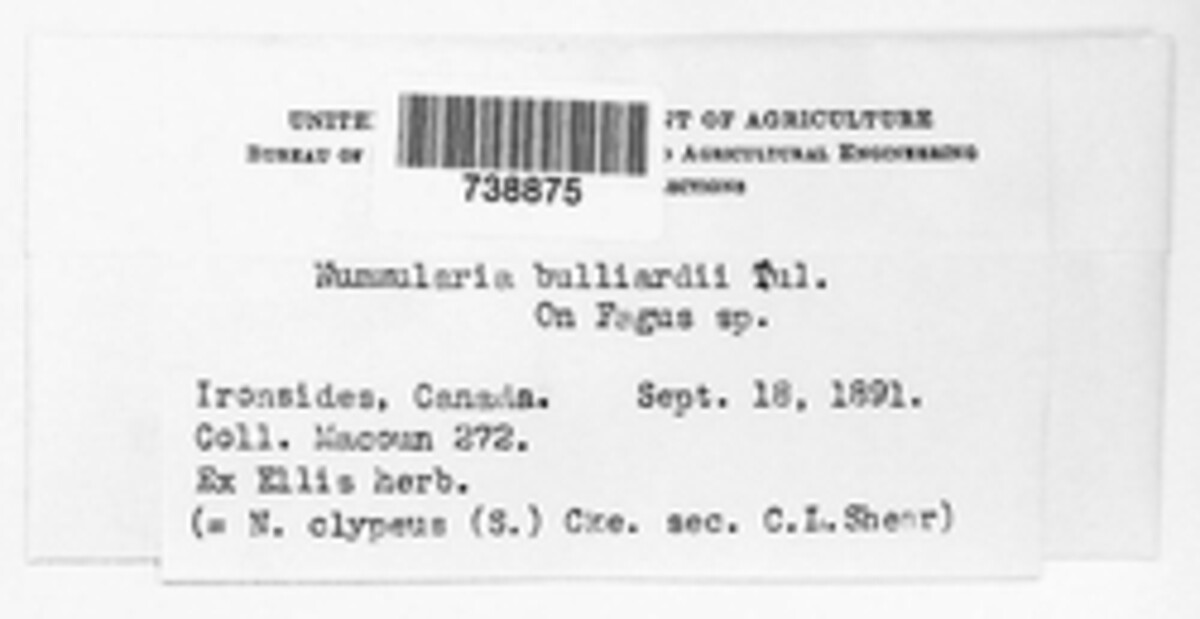 UNITE T OF AGRICULTURE
BUREAU OF AGRICULTURAL ENGINEERING
738875
Nummularia bulliardii Tul.
On Fagus sp.
Ironsides, Canada. Sept. 18, 1891.
Coll. Macoun 272.
Ex Ellis herb.
(= N. clypeus (S.) Cke. sec. C.L.Shear)